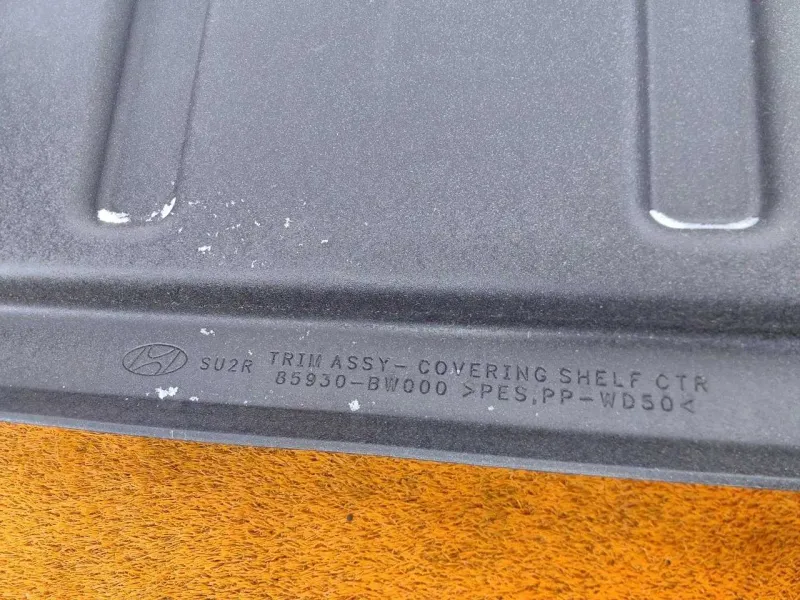 SU2R TRIM ASSY- COVERING SHELF CTR
85930-BW000 >PES,PP-WD50<